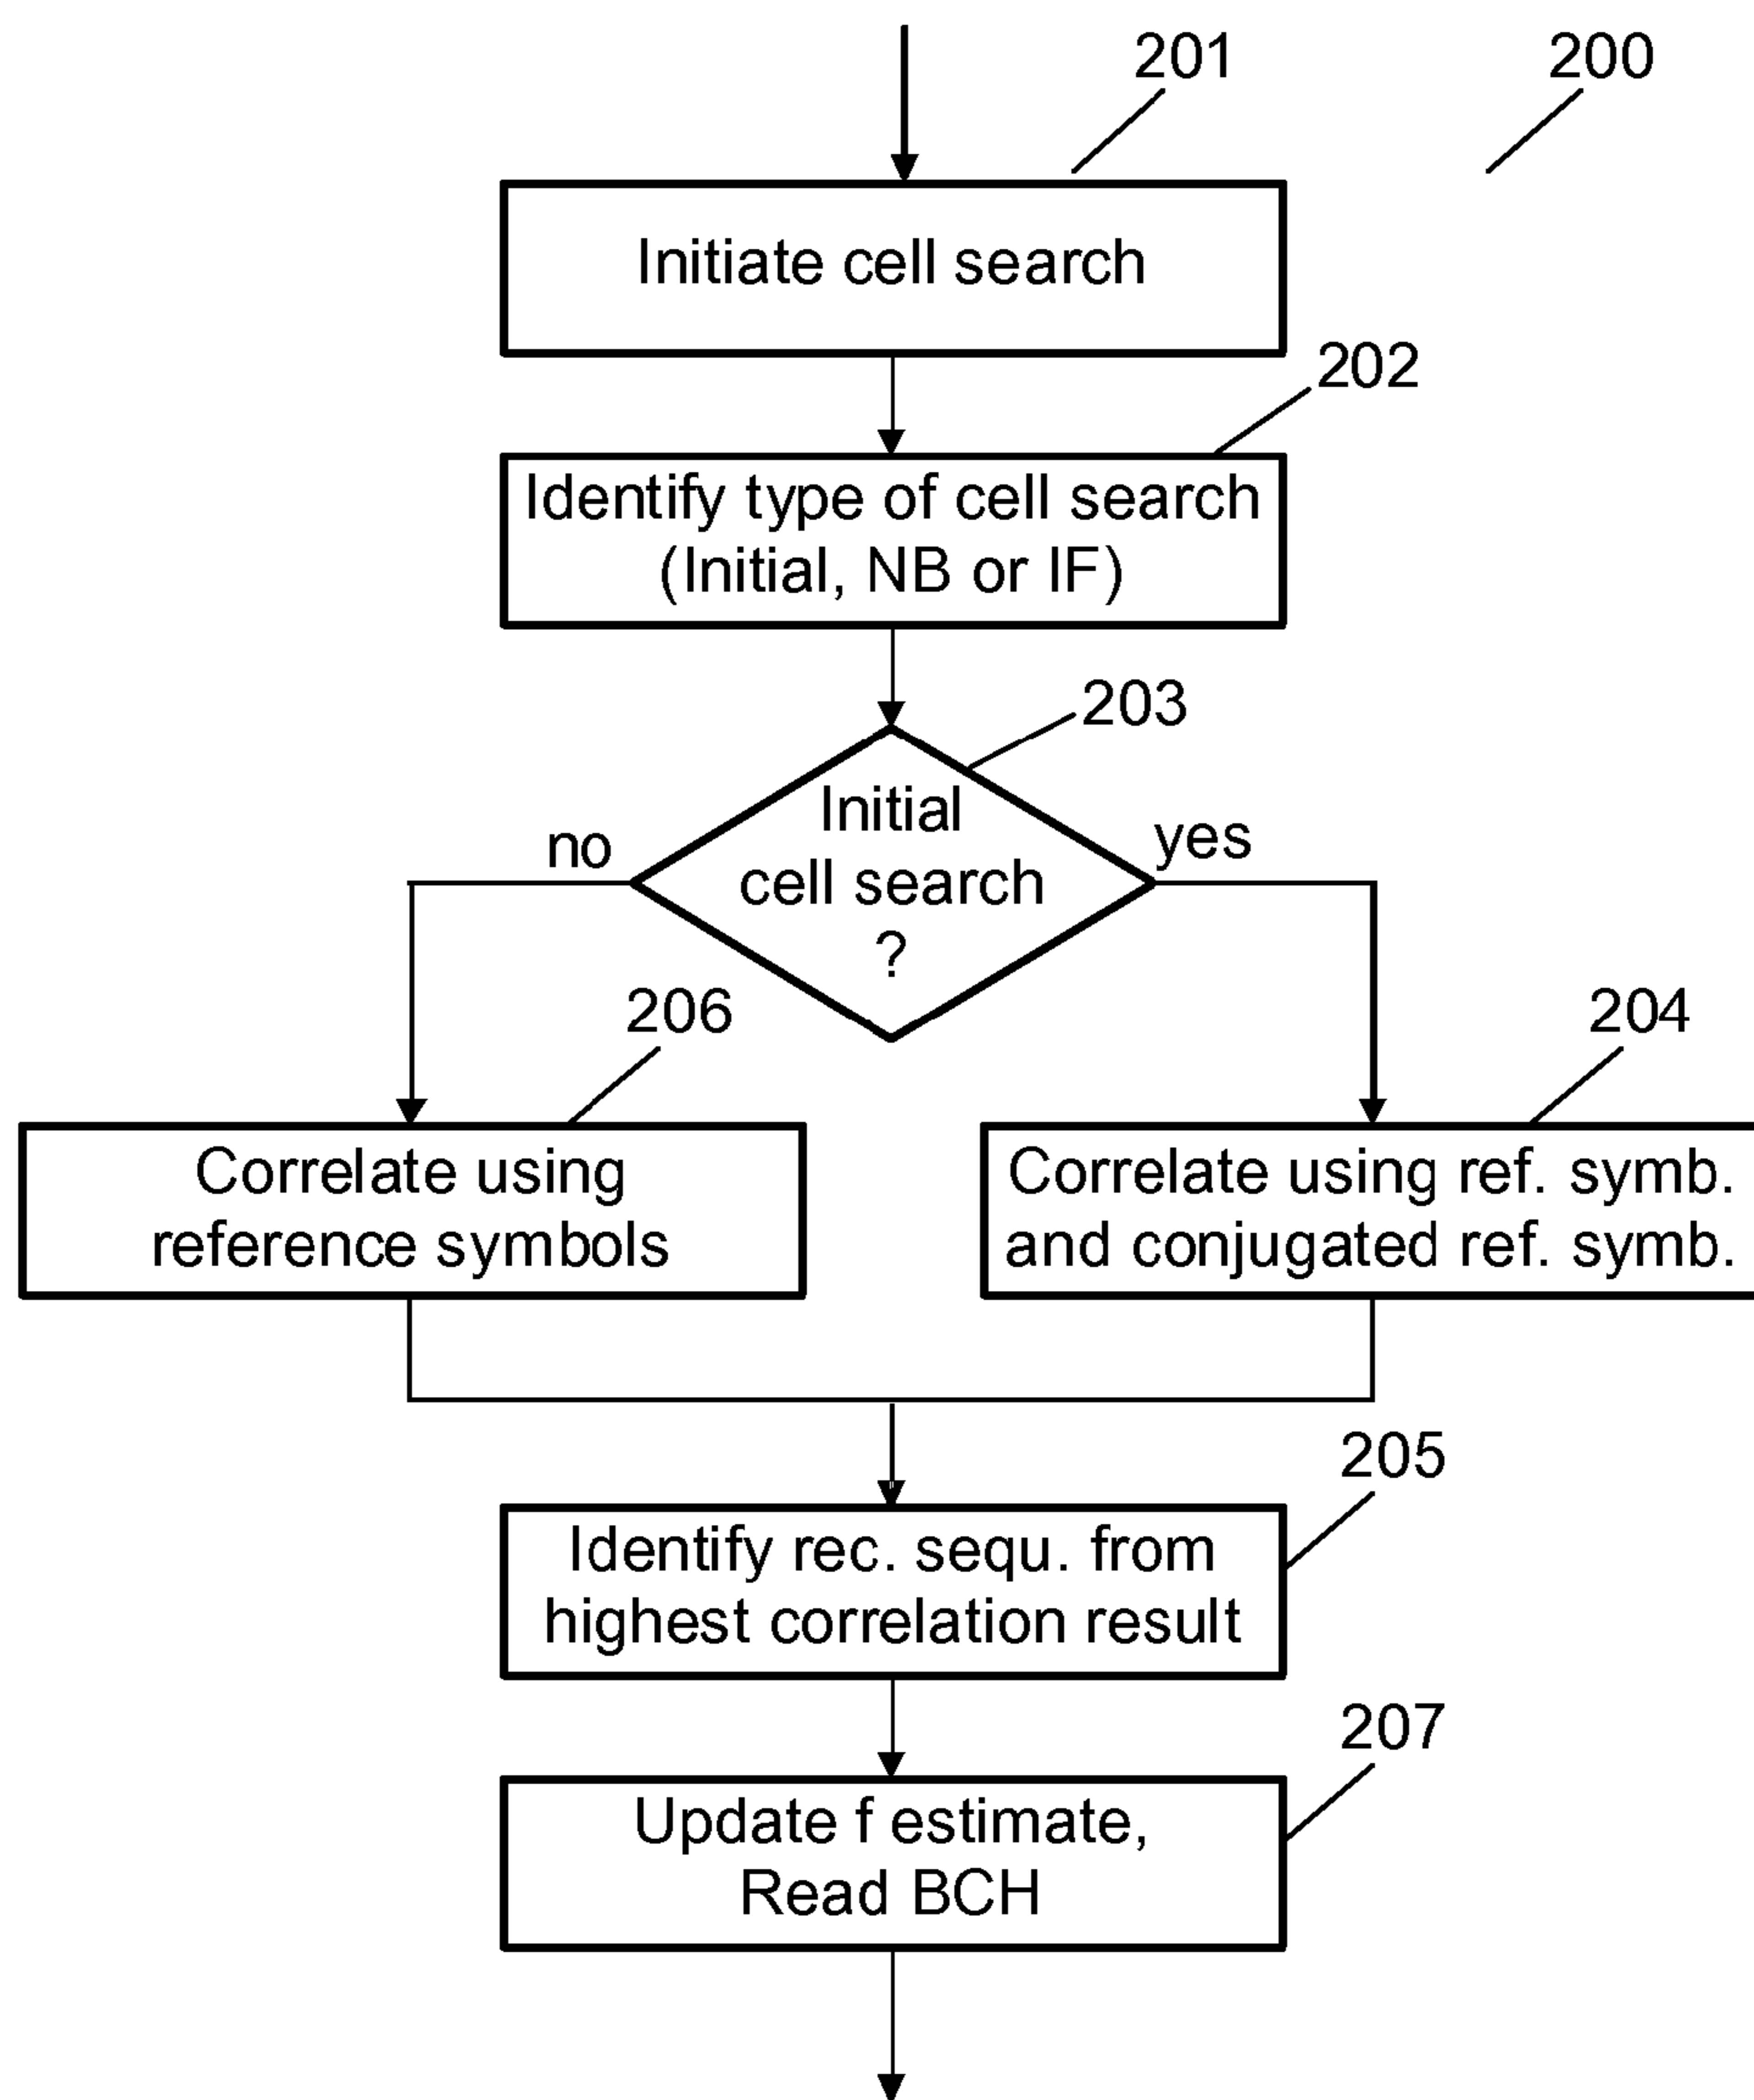 201
200
Initiate cell search
202
Identify type of cell search
(Initial, NB or IF)
203
Initial
cell search
?
no
yes
206
204
Correlate using
reference symbols
Correlate using ref. symb.
and conjugated ref. symb.
205
Identify rec. sequ. from
highest correlation result
207
Update f estimate,
Read BCH